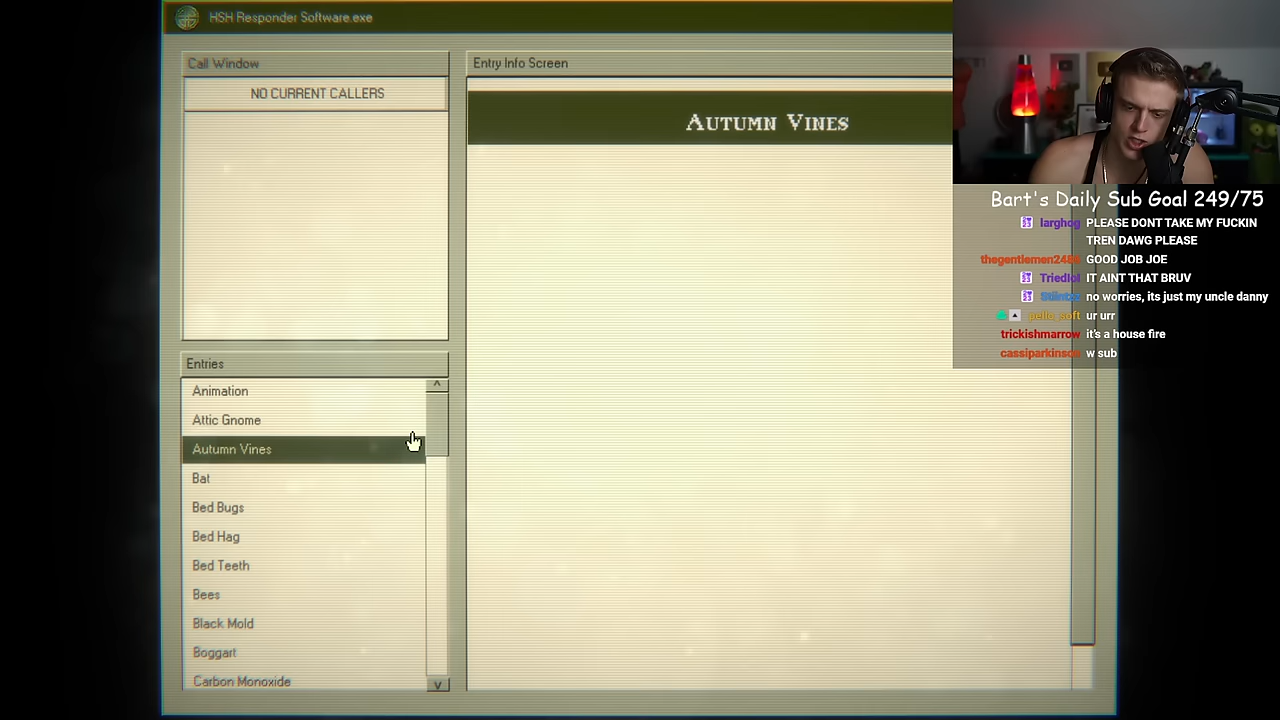 HSH Responder Software.exe
Call Window
NO CURRENT CALLERS
Entries
Animation
Attic Gnome
Autumn Vines
Bat
Bed Bugs
Bed Hag
Bed Teeth
Bees
Black Mold
Boggart
Carbon Monoxide
Entry Info Screen
AUTUMN VINES
Bart's Daily Sub Goal 249/75
larghog PLEASE DONT TAKE MY FUCKIN
TREN DAWG PLEASE
GOOD JOB JOE
IT AINT THAT BRUV
no worries, its just my uncle danny
ur urr
trickishmarrow it's a house fire
w sub